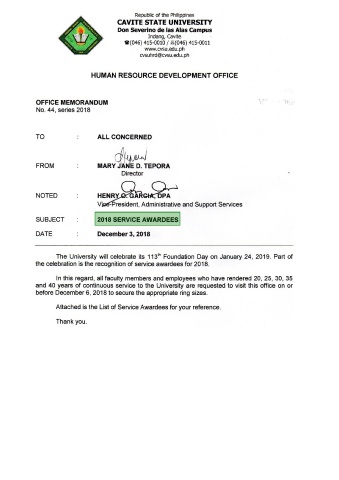 Republic of the Philippines
CAVITE STATE UNIVERSITY
Don Severino de las Alas Campus
Indang, Cavite
☎(046) 415-0010 / (046) 415-0011
www.cvsu.edu.ph
cvsuhrd@cvsu.edu.ph
HUMAN RESOURCE DEVELOPMENT OFFICE
OFFICE MEMORANDUM
No. 44, series 2018
TO : ALL CONCERNED
FROM : MARY JANE D. TEPORA
Director
NOTED : HENRY O. GARCIA, DPA
Vice-President, Administrative and Support Services
SUBJECT : 2018 SERVICE AWARDEES
DATE : December 3, 2018
The University will celebrate its 113th Foundation Day on January 24, 2019. Part of
the celebration is the recognition of service awardees for 2018.
In this regard, all faculty members and employees who have rendered 20, 25, 30, 35
and 40 years of continuous service to the University are requested to visit this office on or
before December 6, 2018 to secure the appropriate ring sizes.
Attached is the List of Service Awardees for your reference.
Thank you.